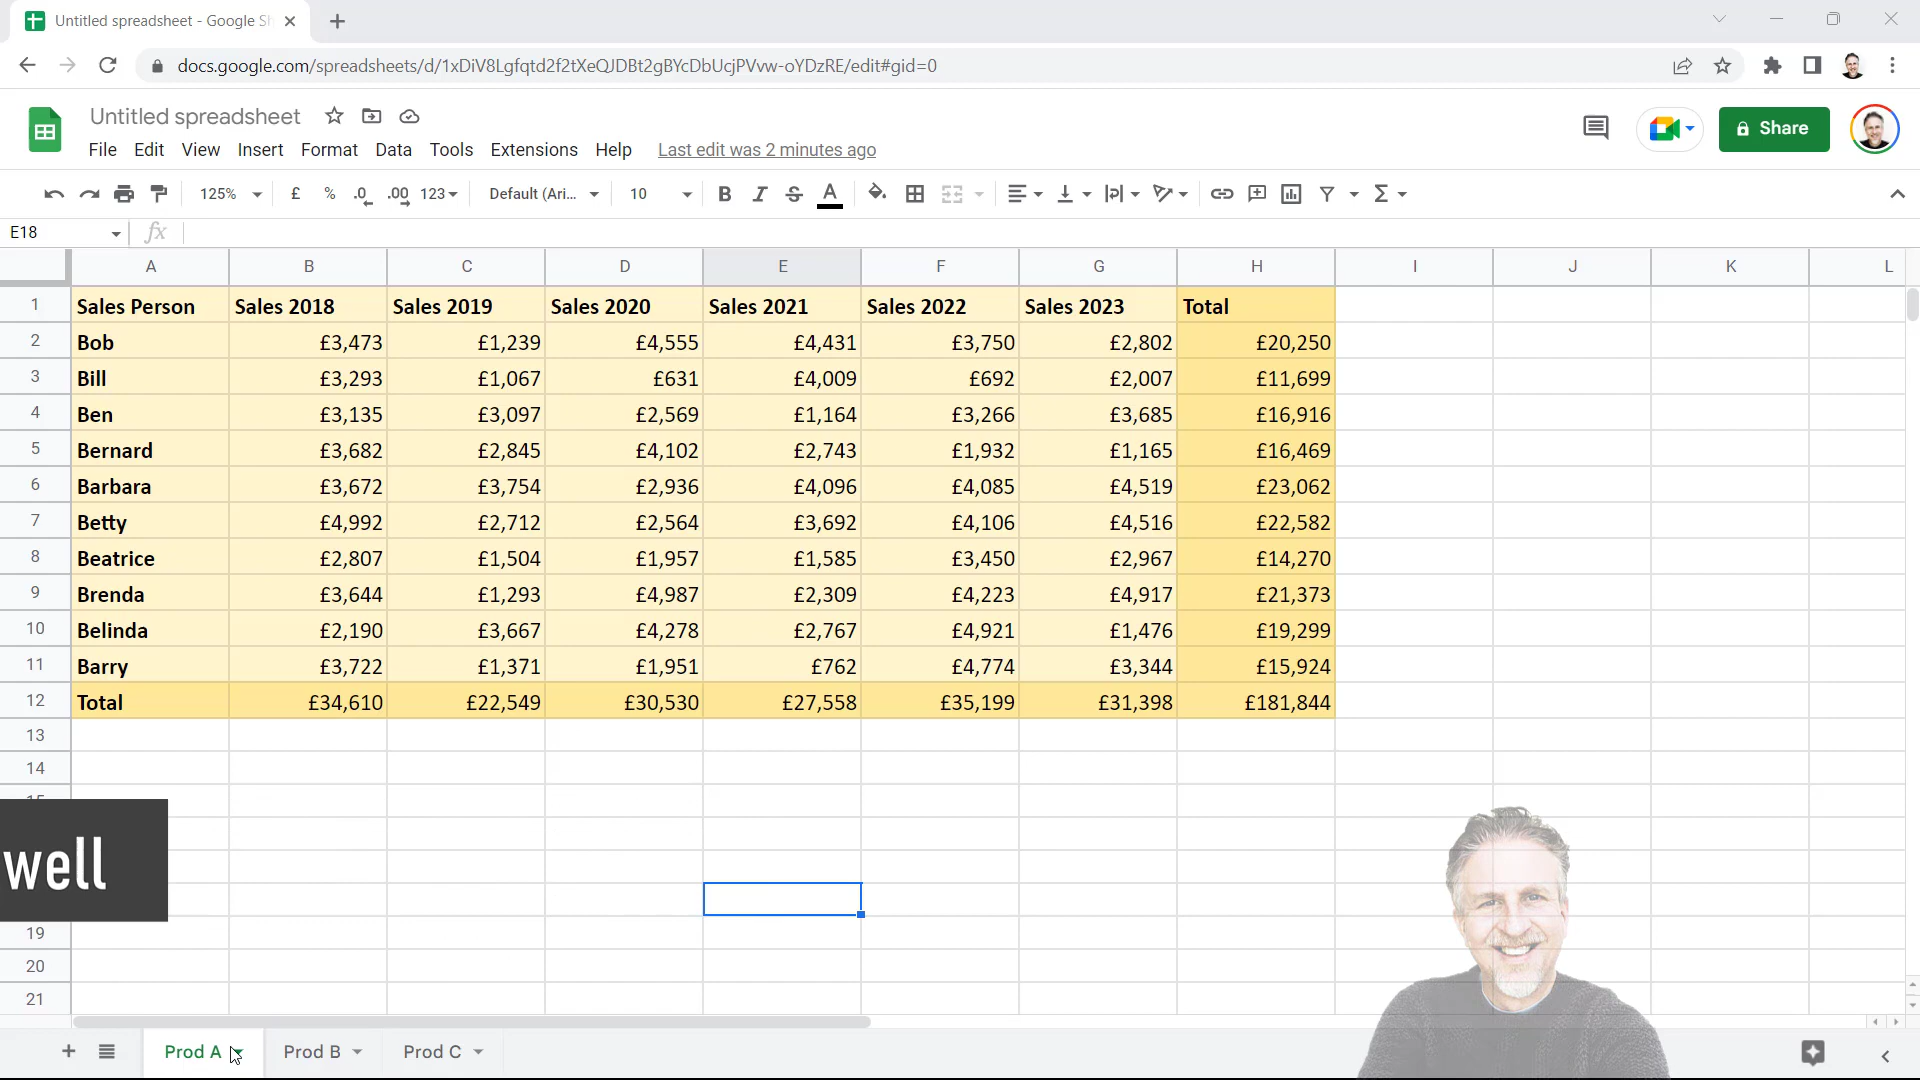 Untitled spreadsheet - Google Sh
docs.google.com/spreadsheets/d/1xDiV8Lgfqtd2f2tXeQJDBt2gBYcDbUcjPVvw-oYDzRE/edit#gid=0
Untitled spreadsheet
File Edit View Insert Format Data Tools Extensions Help Last edit was 2 minutes ago
Share
125% £ % .0 .00 123 Default (Ari... 10 B I S A Σ
E18 fx
A B C D E F G H I J K L
1 Sales Person Sales 2018 Sales 2019 Sales 2020 Sales 2021 Sales 2022 Sales 2023 Total
2 Bob £3,473 £1,239 £4,555 £4,431 £3,750 £2,802 £20,250
3 Bill £3,293 £1,067 £631 £4,009 £692 £2,007 £11,699
4 Ben £3,135 £3,097 £2,569 £1,164 £3,266 £3,685 £16,916
5 Bernard £3,682 £2,845 £4,102 £2,743 £1,932 £1,165 £16,469
6 Barbara £3,672 £3,754 £2,936 £4,096 £4,085 £4,519 £23,062
7 Betty £4,992 £2,712 £2,564 £3,692 £4,106 £4,516 £22,582
8 Beatrice £2,807 £1,504 £1,957 £1,585 £3,450 £2,967 £14,270
9 Brenda £3,644 £1,293 £4,987 £2,309 £4,223 £4,917 £21,373
10 Belinda £2,190 £3,667 £4,278 £2,767 £4,921 £1,476 £19,299
11 Barry £3,722 £1,371 £1,951 £762 £4,774 £3,344 £15,924
12 Total £34,610 £22,549 £30,530 £27,558 £35,199 £31,398 £181,844
13
14
well
19
20
21
Prod A Prod B Prod C